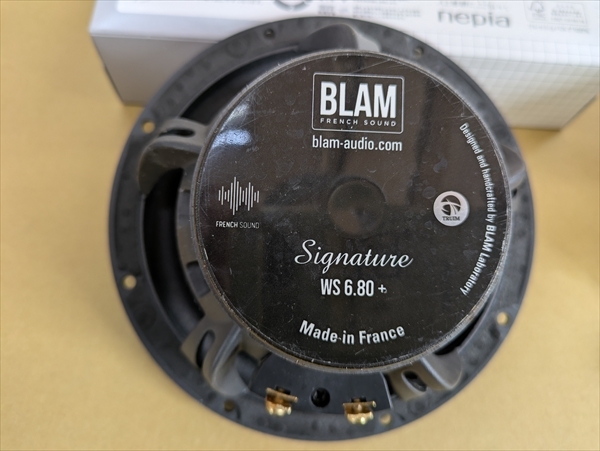 nepia
BLAM
FRENCH SOUND
blam-audio.com
Designed and handcrafted by BLAM Laboratory
FRENCH SOUND
TRIUM
Signature
WS 6.80 +
Made in France